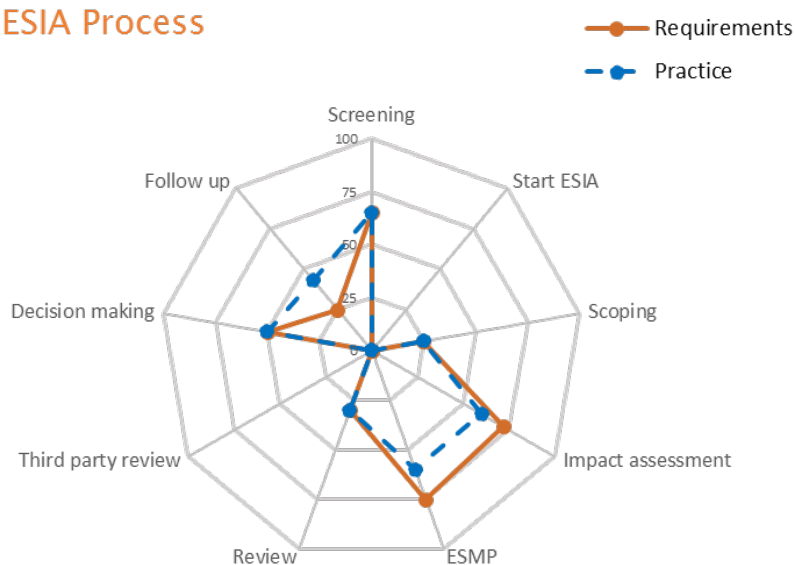 ESIA Process
Requirements
Practice
Screening
100
Follow up
Start ESIA
75
50
25
Decision making
Scoping
0
Third party review
Impact assessment
Review
ESMP